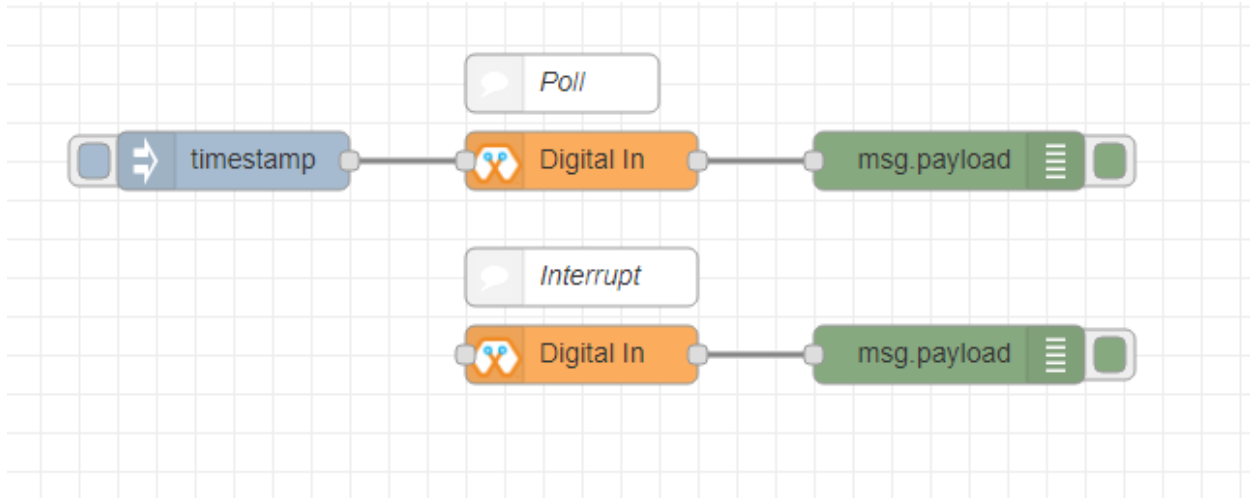 Poll
timestamp
Digital In
msg.payload
Interrupt
Digital In
msg.payload